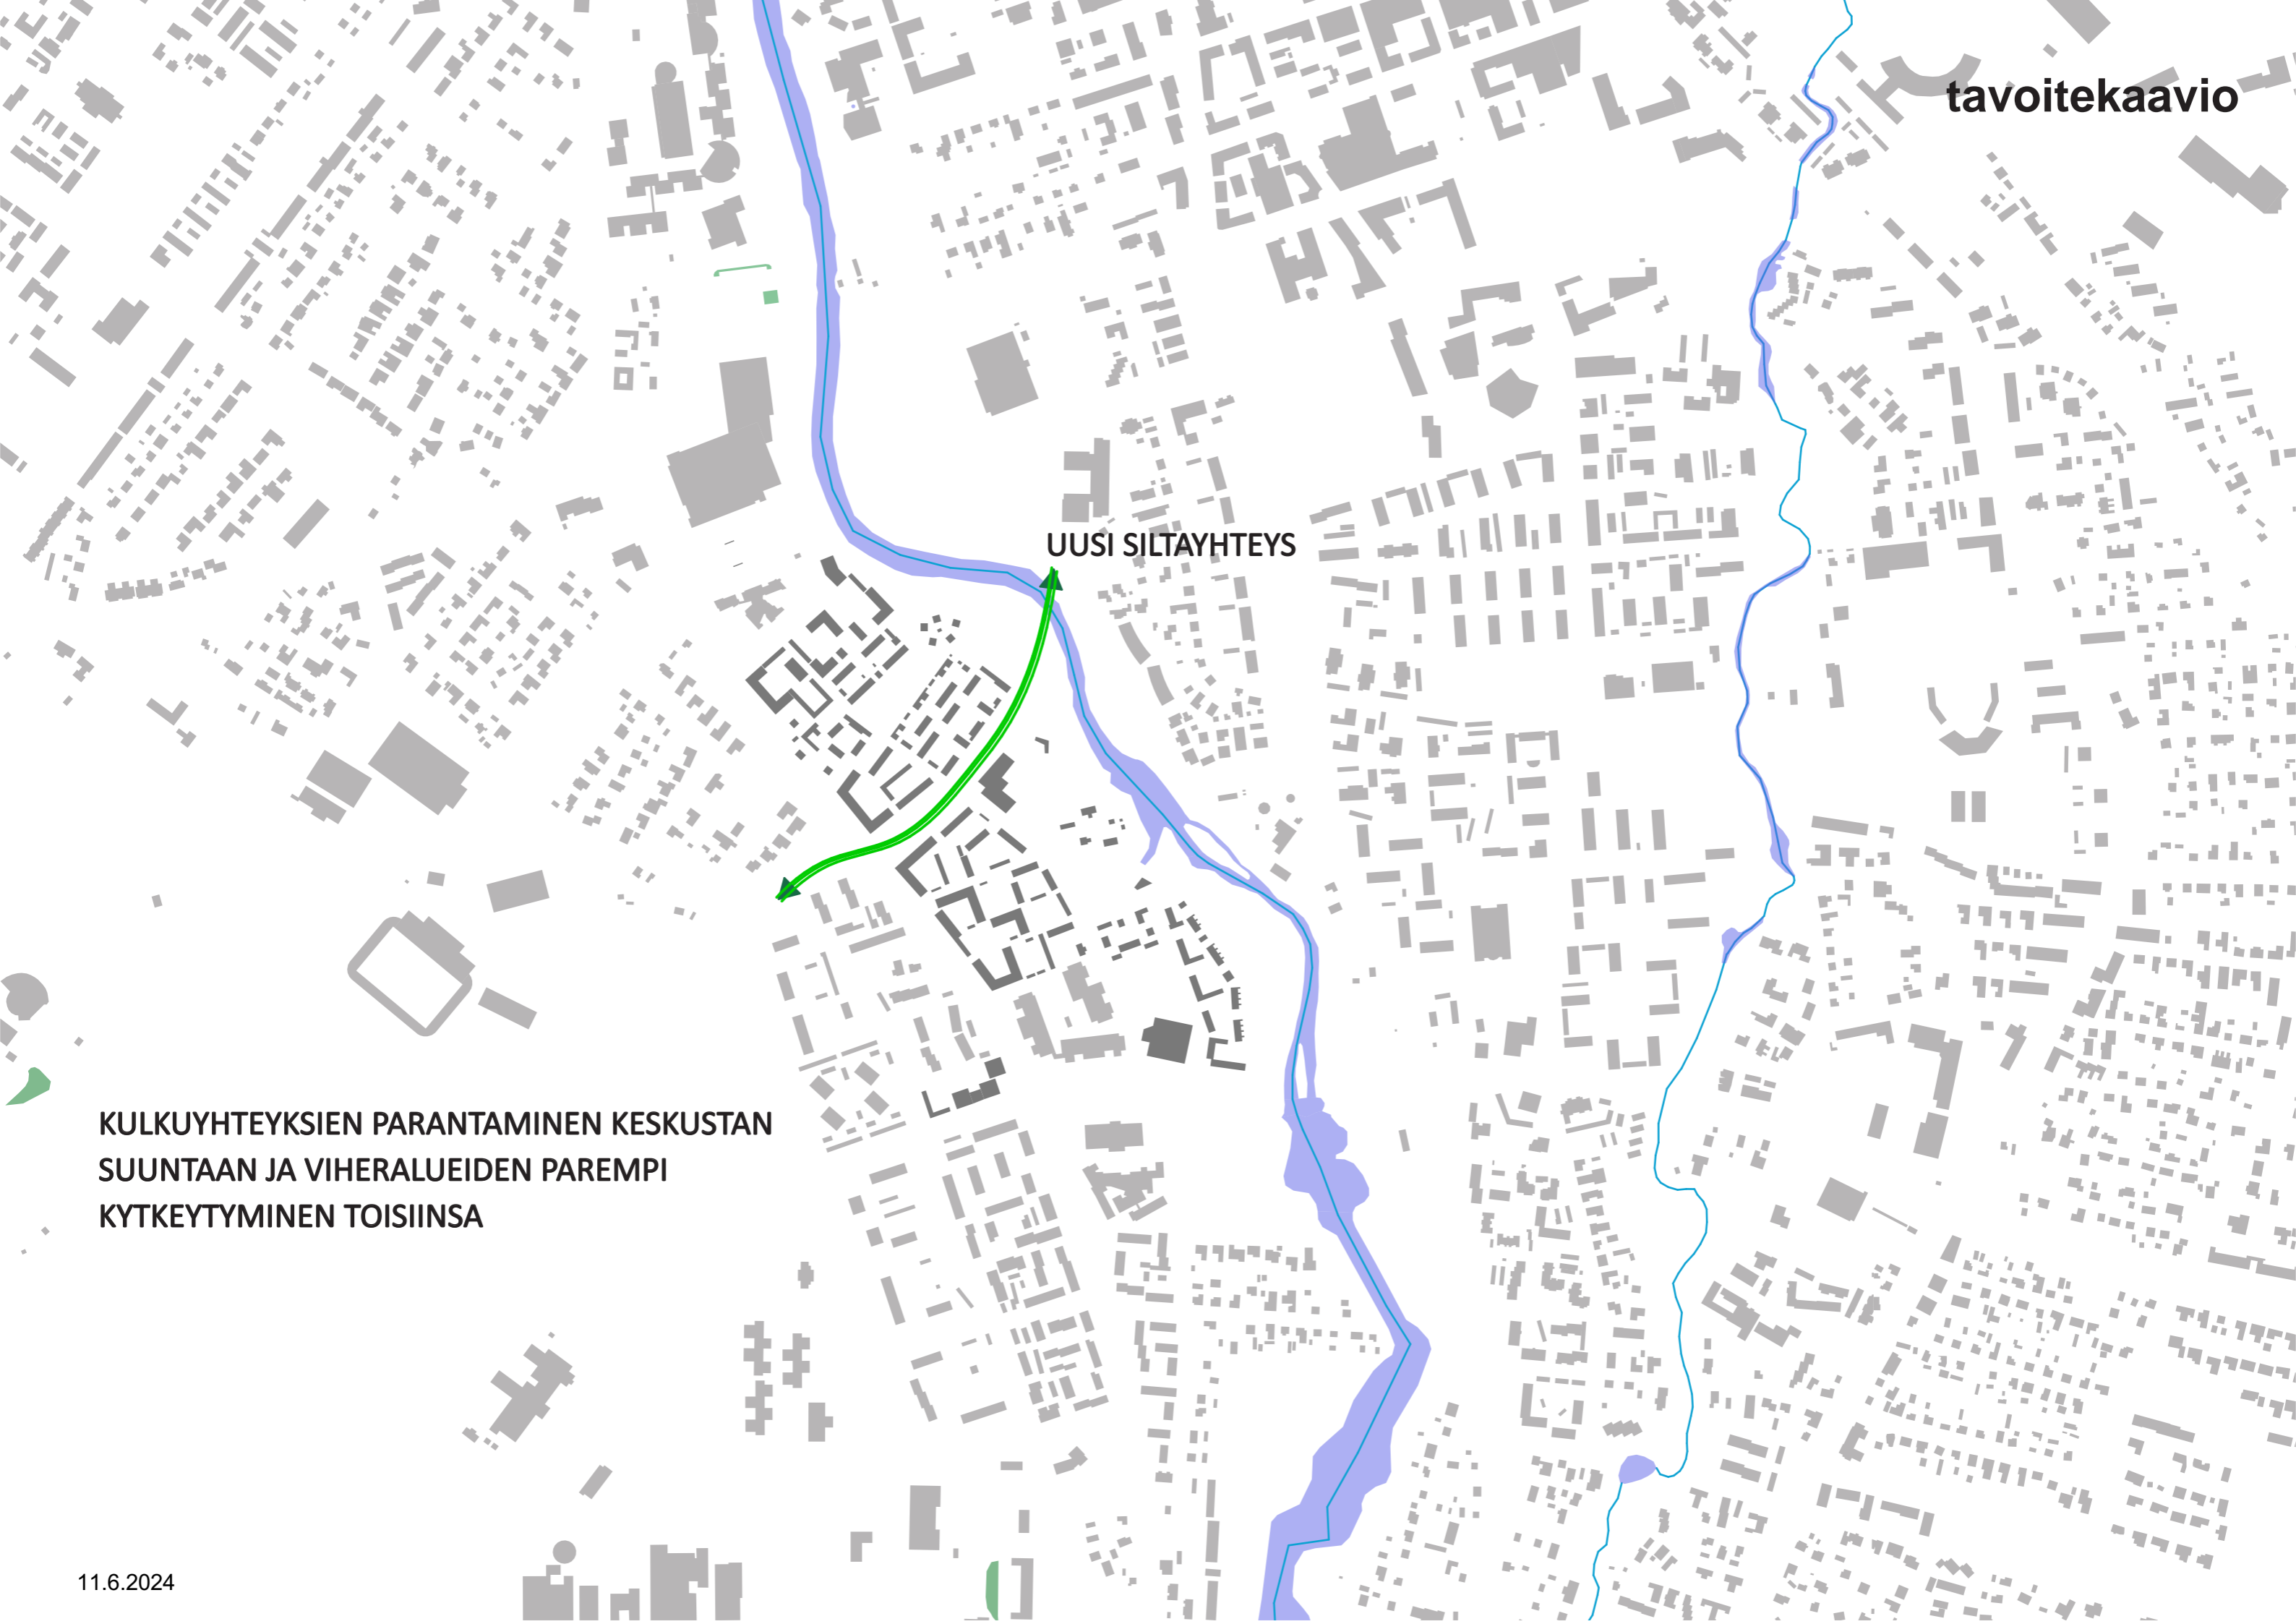 tavoitekaavio
UUSI SILTAYHTEYS
KULKUYHTEYKSIEN PARANTAMINEN KESKUSTAN
SUUNTAAN JA VIHERALUEIDEN PAREMPI
KYTKEYTYMINEN TOISIINSA
11.6.2024